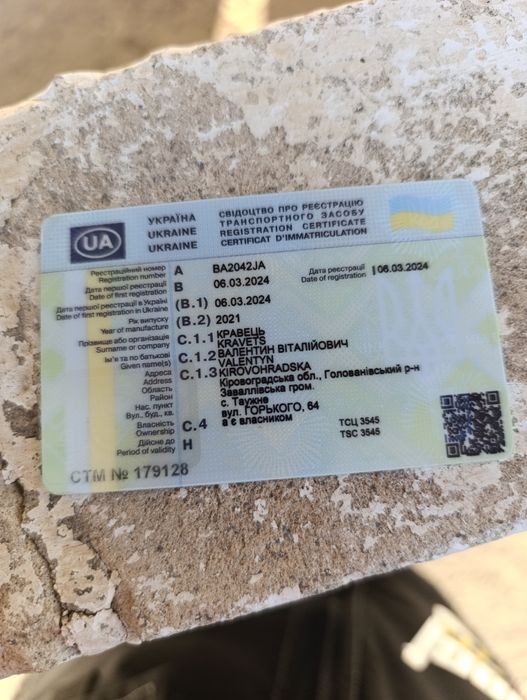 UA
УКРАЇНА
UKRAINE
UKRAINE
СВІДОЦТВО ПРО РЕЄСТРАЦІЮ
ТРАНСПОРТНОГО ЗАСОБУ
REGISTRATION CERTIFICATE
CERTIFICAT D'IMMATRICULATION
Реєстраційний номер
Registration number
A BA2042JA
Дата реєстрації
Date of registration
I 06.03.2024
Дата першої реєстрації
Date of first registration
B 06.03.2024
Дата першої реєстрації в Україні
Date of first registration in Ukraine
(B.1) 06.03.2024
Рік випуску
Year of manufacture
(B.2) 2021
Прізвище або організація
Surname or company
C.1.1 КРАВЕЦЬ
KRAVETS
Ім'я та по батькові
Given name(s)
C.1.2 ВАЛЕНТИН ВІТАЛІЙОВИЧ
VALENTYN
Адреса
Address
Область
Район
Нас. пункт
Вул., буд., кв.
C.1.3 KIROVOHRADSKA
Кіровоградська обл., Голованівський р-н
Заваллівська гром.
с. Таужне
вул. ГОРЬКОГО, 64
Власність
Ownership
C.4 а є власником
Дійсне до
Period of validity
H
ТСЦ 3545
TSC 3545
СТМ № 179128